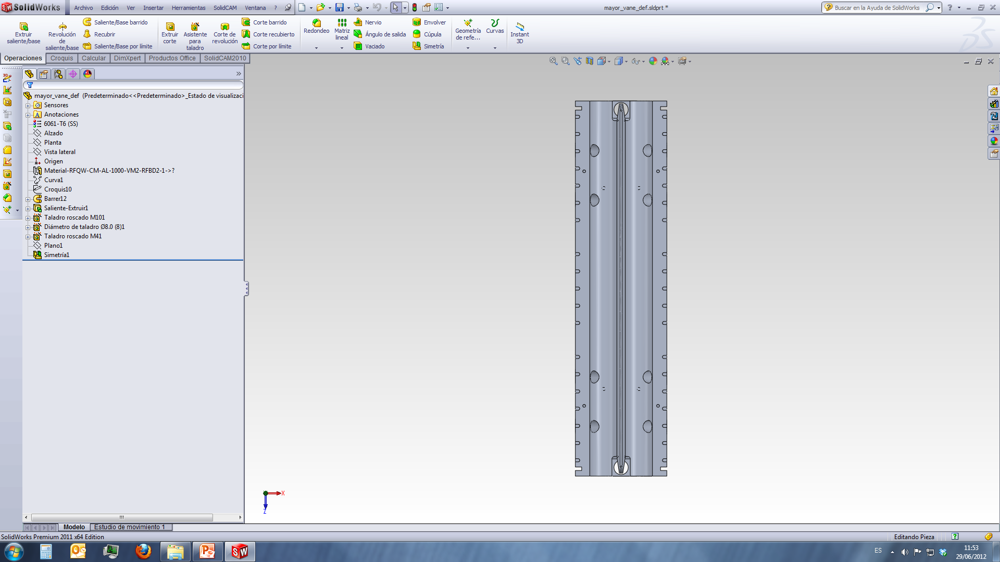 SolidWorks
Archivo Edición Ver Insertar Herramientas SolidCAM Ventana ?
mayor_vane_def.sldprt *
Buscar en la Ayuda de SolidWorks
Extruir saliente/base
Revolución de saliente/base
Saliente/Base barrido
Recubrir
Saliente/Base por límite
Extruir corte
Asistente para taladro
Corte de revolución
Corte barrido
Corte recubierto
Corte por límite
Redondeo
Matriz lineal
Nervio
Ángulo de salida
Vaciado
Envolver
Cúpula
Simetría
Geometría de refe...
Curvas
Instant 3D
Operaciones Croquis Calcular DimXpert Productos Office SolidCAM2010
mayor_vane_def (Predeterminado<<Predeterminado>_Estado de visualizaci
Sensores
Anotaciones
6061-T6 (SS)
Alzado
Planta
Vista lateral
Origen
Material-RFQW-CM-AL-1000-VM2-RFBD2-1->?
Curva1
Croquis10
Barrer12
Saliente-Extruir1
Taladro roscado M101
Diámetro de taladro Ø8.0 (8)1
Taladro roscado M41
Plano1
Simetría1
X
Z
Modelo Estudio de movimiento 1
SolidWorks Premium 2011 x64 Edition
Editando Pieza
ES
11:53
29/06/2012